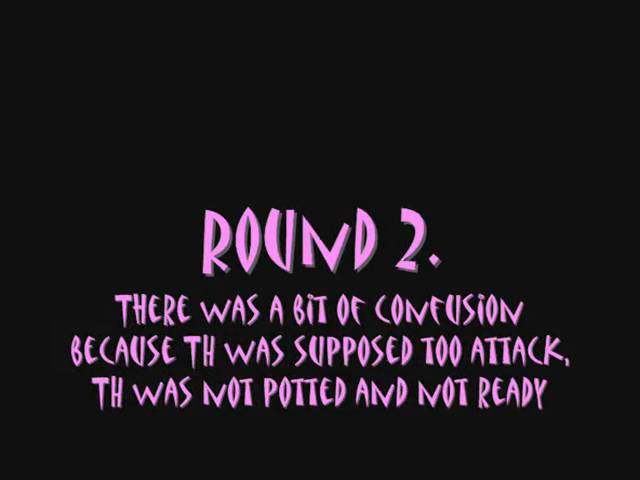 ROUND 2.
THERE WAS A BiT OF CONFUSiON
BECAUSE TH WAS SUPPOSED TOO ATTACK,
TH WAS NOT POTTED AND NOT READY